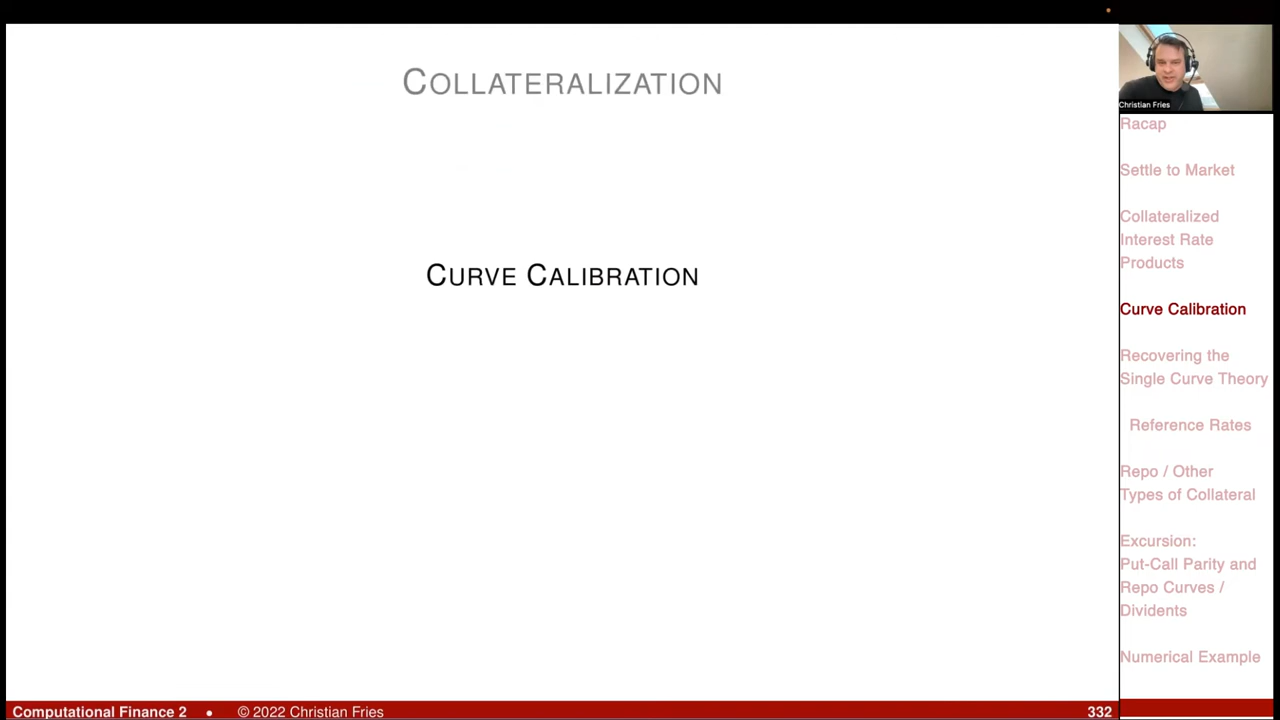 COLLATERALIZATION
CURVE CALIBRATION
Christian Fries
Racap
Settle to Market
Collateralized
Interest Rate
Products
Curve Calibration
Recovering the
Single Curve Theory
Reference Rates
Repo / Other
Types of Collateral
Excursion:
Put-Call Parity and
Repo Curves /
Dividents
Numerical Example
Computational Finance 2 • © 2022 Christian Fries 332